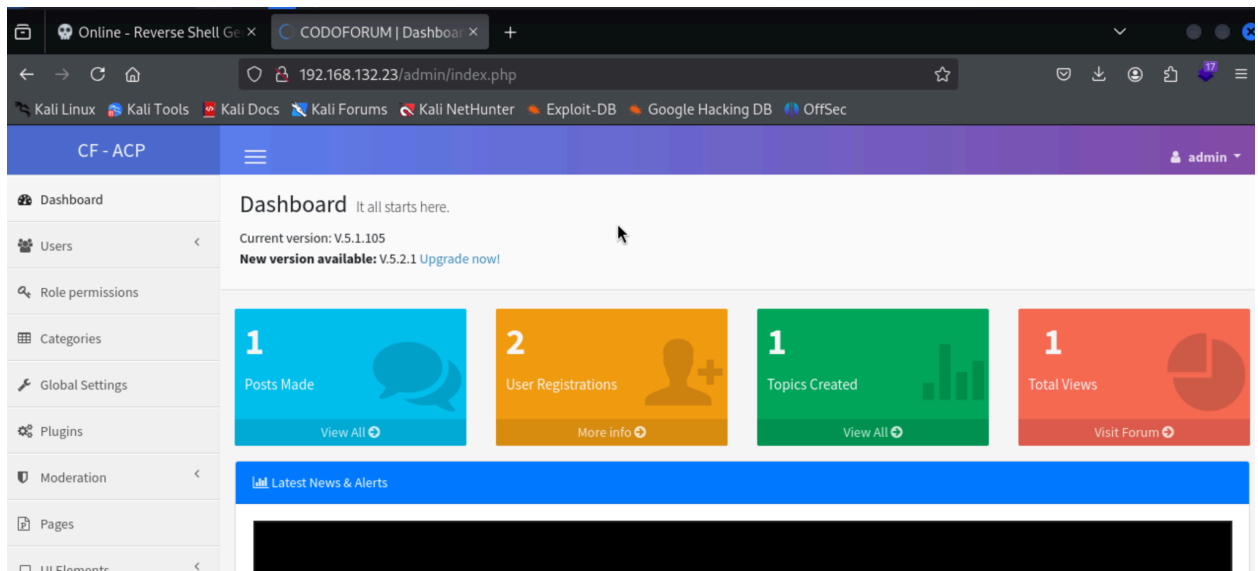 Online - Reverse Shell Ge
CODOFORUM | Dashboar
192.168.132.23/admin/index.php
17
Kali Linux Kali Tools Kali Docs Kali Forums Kali NetHunter Exploit-DB Google Hacking DB OffSec
CF - ACP
admin
Dashboard
Users
Role permissions
Categories
Global Settings
Plugins
Moderation
Pages
UI Elements
Dashboard It all starts here.
Current version: V.5.1.105
New version available: V.5.2.1 Upgrade now!
1
Posts Made
View All
2
User Registrations
More info
1
Topics Created
View All
1
Total Views
Visit Forum
Latest News & Alerts